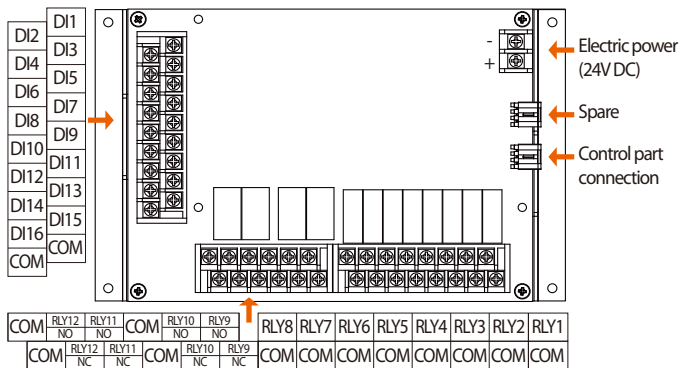 DI1
DI2
DI3
DI4
DI5
DI6
DI7
DI8
DI9
DI10
DI11
DI12
DI13
DI14
DI15
DI16
COM
COM
-
+
Electric power
(24V DC)
Spare
Control part
connection
COM RLY12 NO RLY11 NO COM RLY10 NO RLY9 NO RLY8 RLY7 RLY6 RLY5 RLY4 RLY3 RLY2 RLY1
COM RLY12 NC RLY11 NC COM RLY10 NC RLY9 NC COM COM COM COM COM COM COM COM